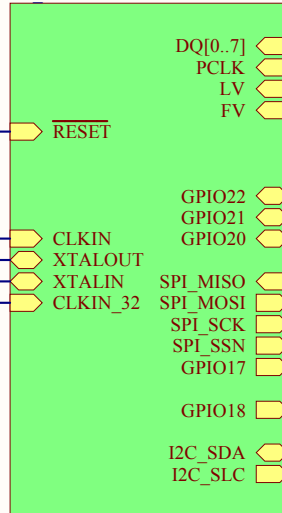 DQ[0..7]
PCLK
LV
FV
RESET
GPIO22
GPIO21
GPIO20
CLKIN
XTALOUT
XTALIN
SPI_MISO
CLKIN_32
SPI_MOSI
SPI_SCK
SPI_SSN
GPIO17
GPIO18
I2C_SDA
I2C_SLC